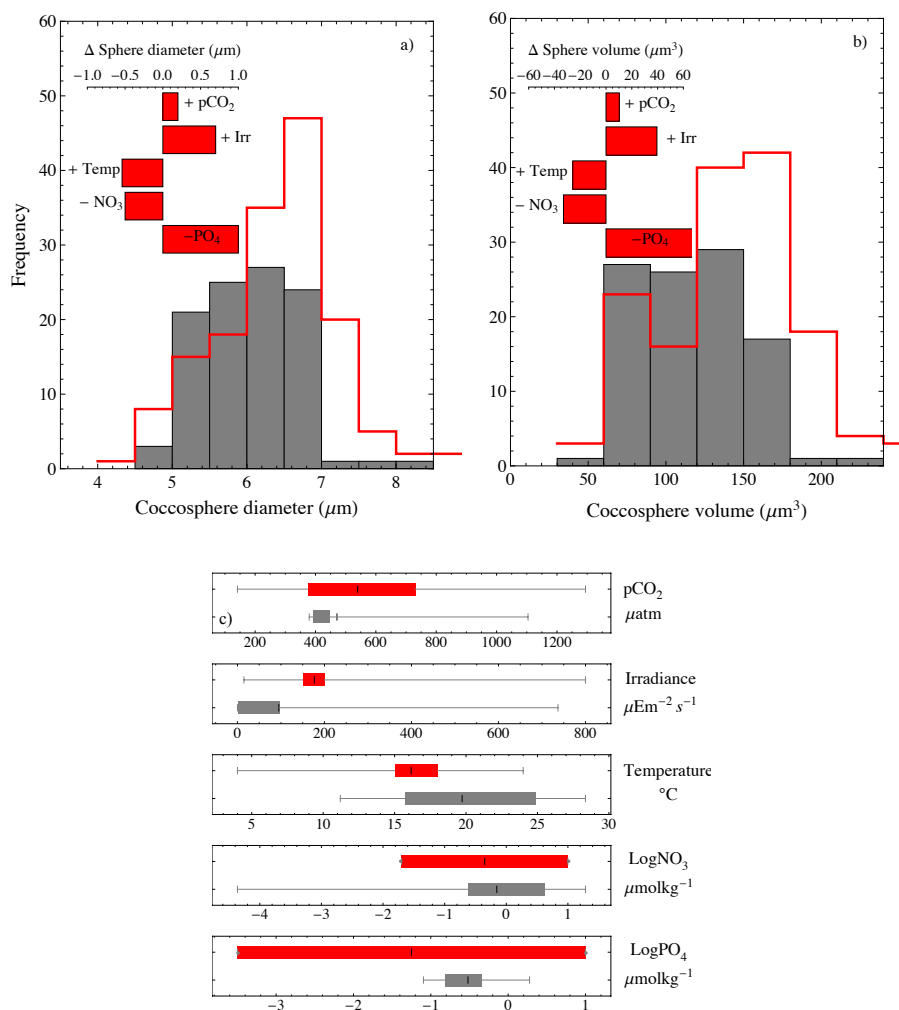 60
50
40
30
20
10
0
Frequency
Δ Sphere diameter (μm)
−1.0 −0.5 0.0 0.5 1.0
a)
+ pCO₂
+ Irr
+ Temp
− NO₃
−PO₄
4 5 6 7 8
Coccosphere diameter (μm)
60
50
40
30
20
10
0
Δ Sphere volume (μm³)
−60 −40 −20 0 20 40 60
b)
+ pCO₂
+ Irr
+ Temp
− NO₃
−PO₄
0 50 100 150 200
Coccosphere volume (μm³)
c)
pCO₂
μatm
200 400 600 800 1000 1200
Irradiance
μEm⁻² s⁻¹
0 200 400 600 800
Temperature
°C
5 10 15 20 25 30
LogNO₃
μmolkg⁻¹
−4 −3 −2 −1 0 1
LogPO₄
μmolkg⁻¹
−3 −2 −1 0 1